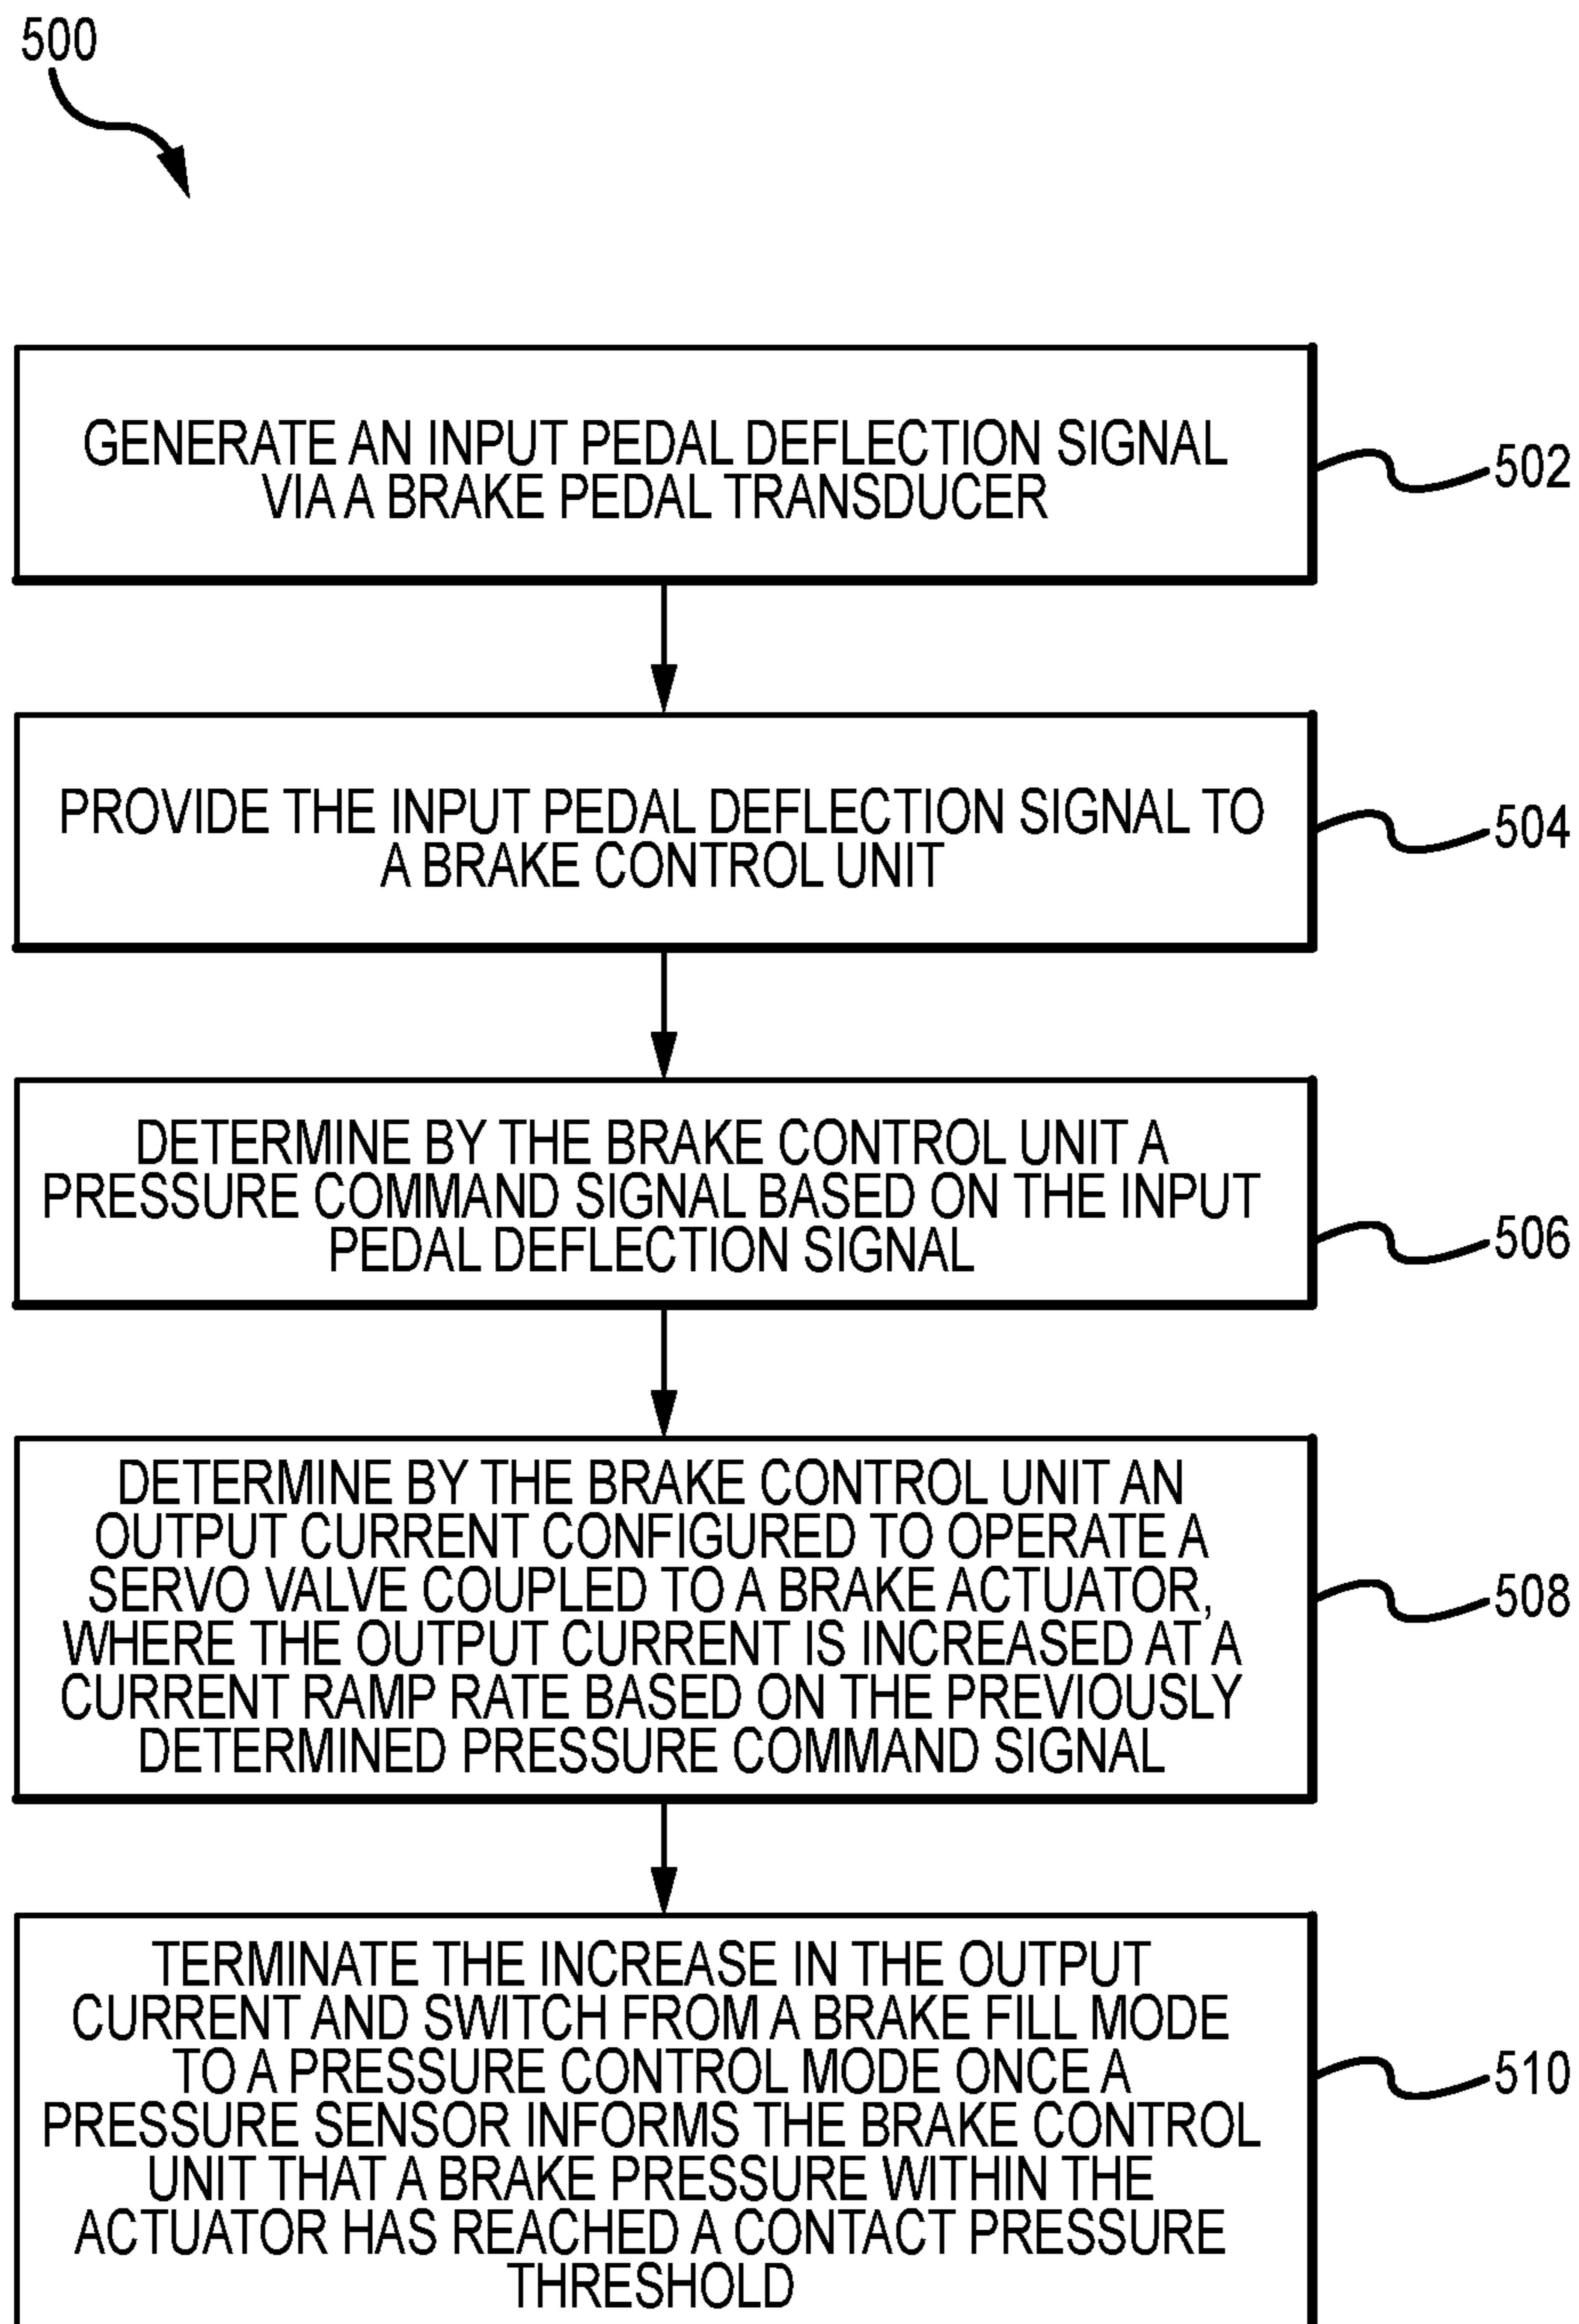 500
GENERATE AN INPUT PEDAL DEFLECTION SIGNAL
VIA A BRAKE PEDAL TRANSDUCER
502
PROVIDE THE INPUT PEDAL DEFLECTION SIGNAL TO
A BRAKE CONTROL UNIT
504
DETERMINE BY THE BRAKE CONTROL UNIT A
PRESSURE COMMAND SIGNAL BASED ON THE INPUT
PEDAL DEFLECTION SIGNAL
506
DETERMINE BY THE BRAKE CONTROL UNIT AN
OUTPUT CURRENT CONFIGURED TO OPERATE A
SERVO VALVE COUPLED TO A BRAKE ACTUATOR,
WHERE THE OUTPUT CURRENT IS INCREASED AT A
CURRENT RAMP RATE BASED ON THE PREVIOUSLY
DETERMINED PRESSURE COMMAND SIGNAL
508
TERMINATE THE INCREASE IN THE OUTPUT
CURRENT AND SWITCH FROM A BRAKE FILL MODE
TO A PRESSURE CONTROL MODE ONCE A
PRESSURE SENSOR INFORMS THE BRAKE CONTROL
UNIT THAT A BRAKE PRESSURE WITHIN THE
ACTUATOR HAS REACHED A CONTACT PRESSURE
THRESHOLD
510